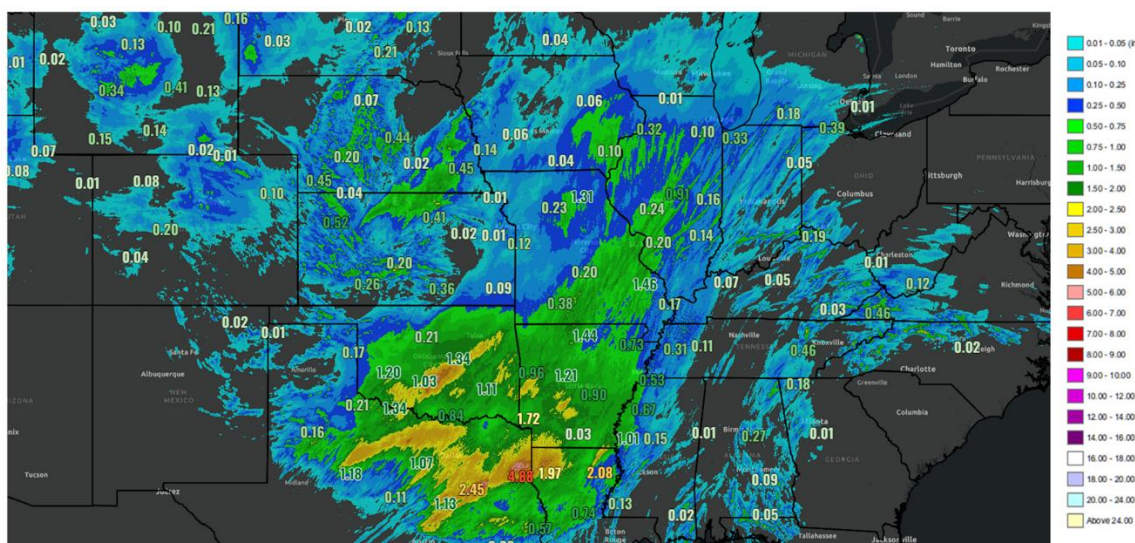 0.03
0.10
0.21
0.16
0.02
0.13
0.03
0.13
0.04
0.02
0.21
Sioux Falls
MICHIGAN
Sound
Barrie
Toronto
Hamilton
Rochester
London
Buffalo
0.01
0.34
0.41
0.13
0.07
0.06
0.01
0.18
0.01
0.15
0.14
0.44
0.06
0.32
0.10
0.33
0.39
Cleveland
0.07
0.02
0.01
0.20
0.02
0.14
0.10
0.04
0.05
PENNSYLVANIA
Pittsburgh
Harrisburg
0.08
0.01
0.08
0.10
0.45
0.04
0.45
0.01
1.31
0.91
0.16
OHIO
Columbus
UTAH
0.20
0.52
0.41
0.23
0.24
Indianapolis
0.02
0.01
0.12
0.20
0.14
0.19
Charleston
0.04
0.20
0.20
Louisville
0.01
0.26
0.36
0.09
1.46
0.07
0.05
0.12
Richmond
0.38
0.17
0.03
0.46
0.02
0.01
0.21
1.44
0.73
0.31
0.11
Nashville
TENNESSEE
Knoxville
0.02
Santa Fe
0.17
1.34
0.46
Charlotte
Albuquerque
Amarillo
1.20
1.03
1.11
0.96
1.21
0.53
0.18
Greenville
NEW
MEXICO
0.21
1.34
0.84
0.90
0.67
Atlanta
Columbia
1.72
0.16
0.03
1.01
0.15
0.01
0.27
0.01
GEORGIA
Tucson
Juárez
Midland
1.18
1.07
4.88
1.97
2.08
Jackson
Montgomery
0.09
0.11
2.45
1.13
0.13
0.57
0.74
0.02
0.05
Baton
Rouge
Tallahassee
Jacksonville
0.01 - 0.05 (i
0.05 - 0.10
0.10 - 0.25
0.25 - 0.50
0.50 - 0.75
0.75 - 1.00
1.00 - 1.50
1.50 - 2.00
2.00 - 2.50
2.50 - 3.00
3.00 - 4.00
4.00 - 5.00
5.00 - 6.00
6.00 - 7.00
7.00 - 8.00
8.00 - 9.00
9.00 - 10.00
10.00 - 12.00
12.00 - 14.00
14.00 - 16.00
16.00 - 18.00
18.00 - 20.00
20.00 - 24.00
Above 24.00